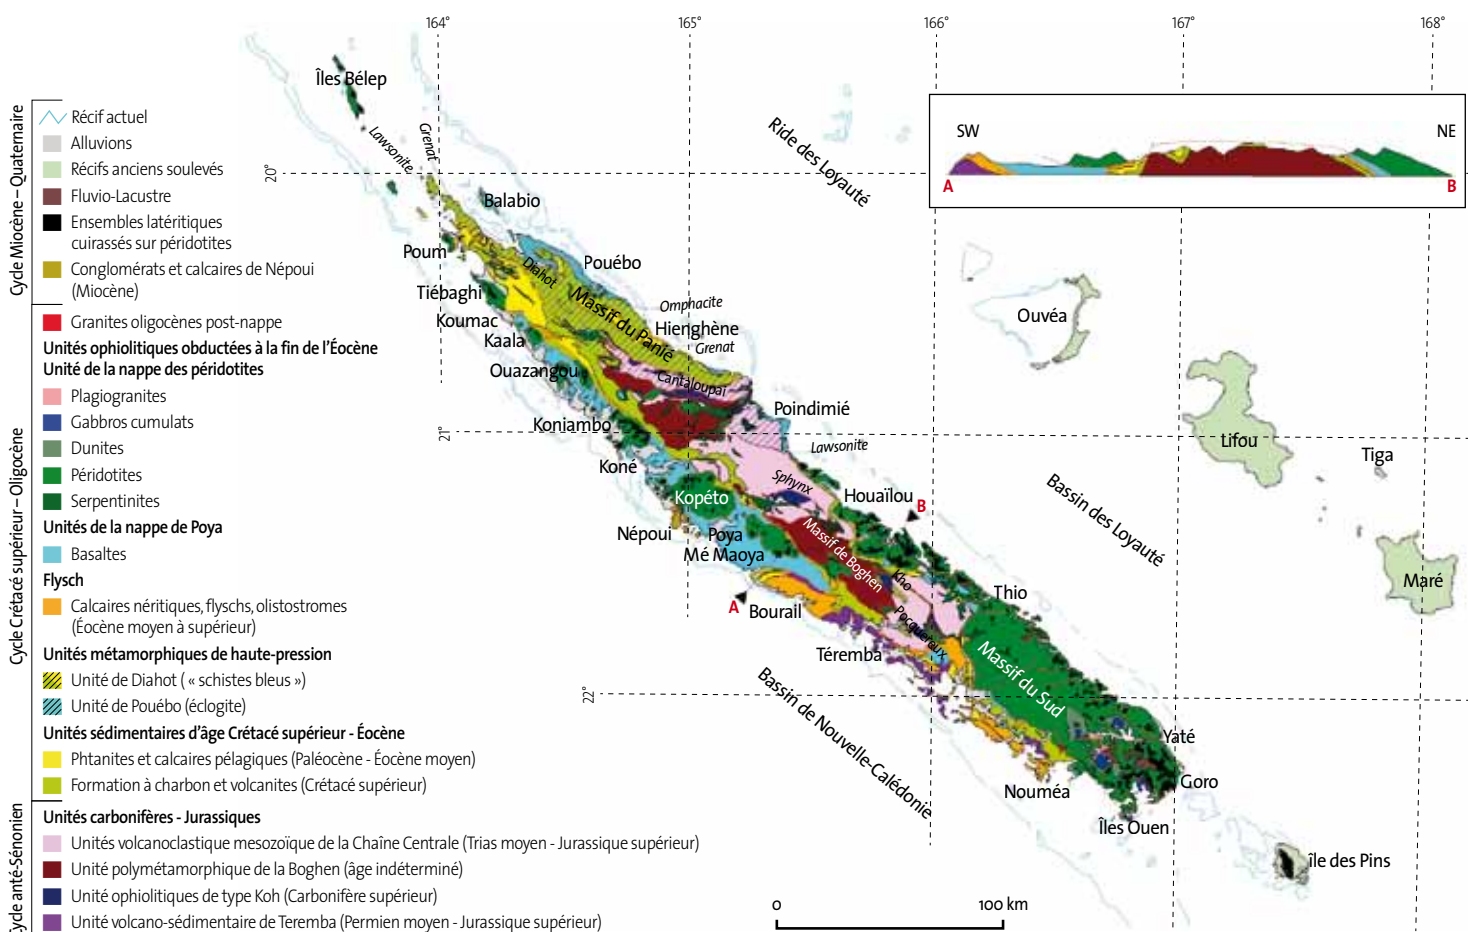 164°
165°
166°
167°
168°
20°
21°
22°
Cycle Miocène – Quaternaire
Récif actuel
Alluvions
Récifs anciens soulevés
Fluvio-Lacustre
Ensembles latéritiques
cuirassés sur péridotites
Conglomérats et calcaires de Népoui
(Miocène)
Cycle Crétacé supérieur – Oligocène
Granites oligocènes post-nappe
Unités ophiolitiques obductées à la fin de l'Éocène
Unité de la nappe des péridotites
Plagiogranites
Gabbros cumulats
Dunites
Péridotites
Serpentinites
Unités de la nappe de Poya
Basaltes
Flysch
Calcaires néritiques, flyschs, olistostromes
(Éocène moyen à supérieur)
Unités métamorphiques de haute-pression
Unité de Diahot ( « schistes bleus »)
Unité de Pouébo (éclogite)
Unités sédimentaires d'âge Crétacé supérieur - Éocène
Phtanites et calcaires pélagiques (Paléocène - Éocène moyen)
Formation à charbon et volcanites (Crétacé supérieur)
Cycle anté-Sénonien
Unités carbonifères - Jurassiques
Unités volcanoclastique mesozoïque de la Chaîne Centrale (Trias moyen - Jurassique supérieur)
Unité polymétamorphique de la Boghen (âge indéterminé)
Unité ophiolitiques de type Koh (Carbonifère supérieur)
Unité volcano-sédimentaire de Teremba (Permien moyen - Jurassique supérieur)
Îles Bélep
Lawsonite
Grenat
Balabio
Poum
Diahot
Pouébo
Tiébaghi
Massif du Panié
Omphacite
Koumac
Hienghène
Kaala
Grenat
Ouazangou
Cantaloupai
Poindimié
Koniambo
Lawsonite
Koné
Sphynx
Kopéto
Houaïlou
B
Népoui
Poya
Massif de Boghen
Mé Maoya
Kho
A
Bourail
Thio
Pocquereux
Téremba
Massif du Sud
Yaté
Nouméa
Goro
Îles Ouen
île des Pins
Ride des Loyauté
Bassin des Loyauté
Bassin de Nouvelle-Calédonie
Ouvéa
Lifou
Tiga
Maré
SW
NE
A
B
0
100 km